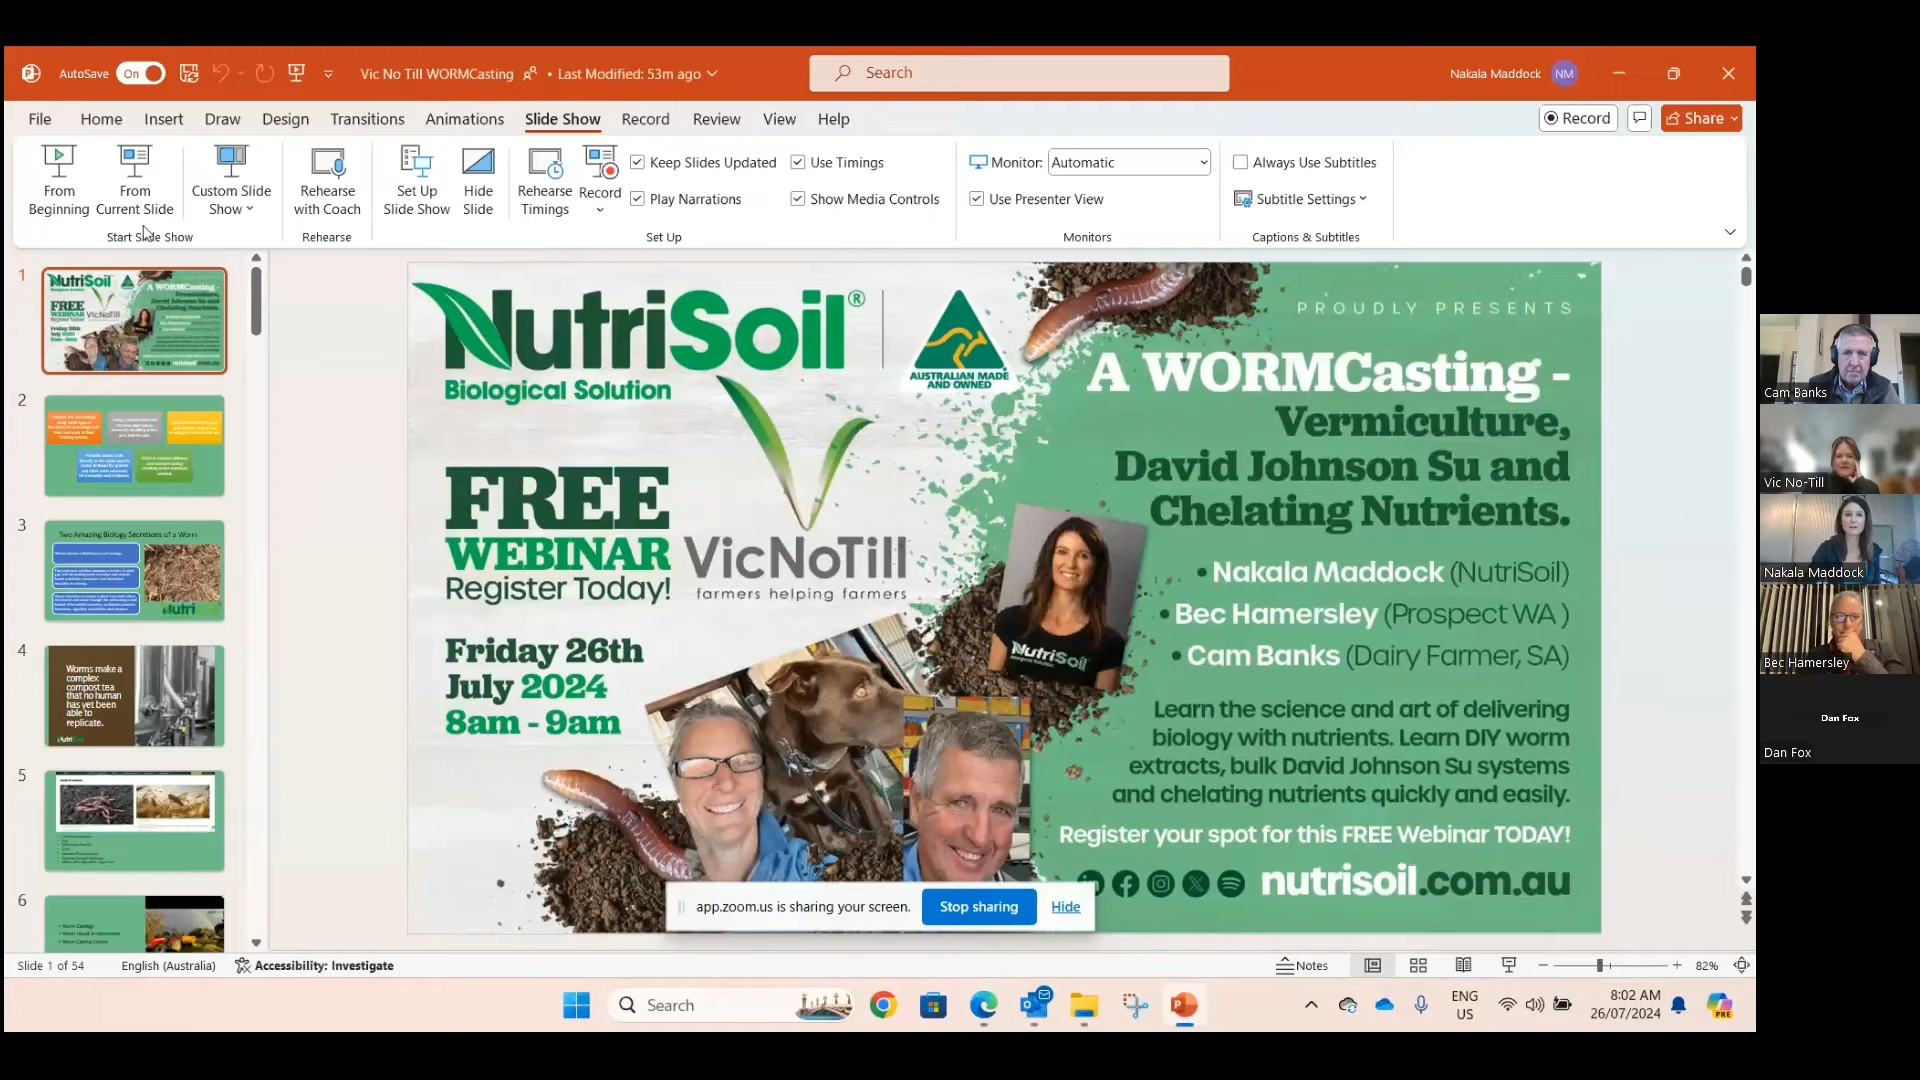 AutoSave On
Vic No Till WORMCasting • Last Modified: 53m ago
Search
Nakala Maddock NM
File Home Insert Draw Design Transitions Animations Slide Show Record Review View Help
Record
Share
From Beginning
From Current Slide
Custom Slide Show
Start Slide Show
Rehearse with Coach
Rehearse
Set Up Slide Show
Hide Slide
Rehearse Timings
Record
Keep Slides Updated
Play Narrations
Use Timings
Show Media Controls
Set Up
Monitor: Automatic
Use Presenter View
Monitors
Always Use Subtitles
Subtitle Settings
Captions & Subtitles
1
2
3
Two Amazing Biology Secretions of a Worm
4
Worms make a
complex
compost tea
that no human
has yet been
able to
replicate.
5
6
NutriSoil®
Biological Solution
AUSTRALIAN MADE
AND OWNED
FREE
WEBINAR
Register Today!
VicNoTill
farmers helping farmers
Friday 26th
July 2024
8am - 9am
PROUDLY PRESENTS
A WORMCasting -
Vermiculture,
David Johnson Su and
Chelating Nutrients.
• Nakala Maddock (NutriSoil)
• Bec Hamersley (Prospect WA )
• Cam Banks (Dairy Farmer, SA)
NutriSoil
Learn the science and art of delivering
biology with nutrients. Learn DIY worm
extracts, bulk David Johnson Su systems
and chelating nutrients quickly and easily.
Register your spot for this FREE Webinar TODAY!
nutrisoil.com.au
app.zoom.us is sharing your screen. Stop sharing Hide
Cam Banks
Vic No-Till
Nakala Maddock
Bec Hamersley
Dan Fox
Dan Fox
Slide 1 of 54 English (Australia) Accessibility: Investigate
Notes
82%
Search
ENG
US
8:02 AM
26/07/2024
PRE